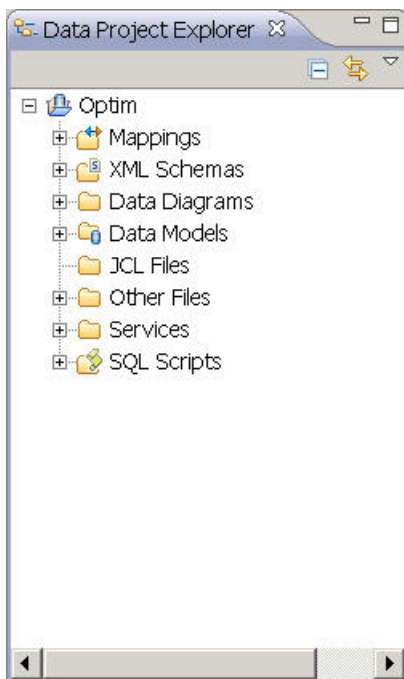 Data Project Explorer
Optim
Mappings
XML Schemas
Data Diagrams
Data Models
JCL Files
Other Files
Services
SQL Scripts